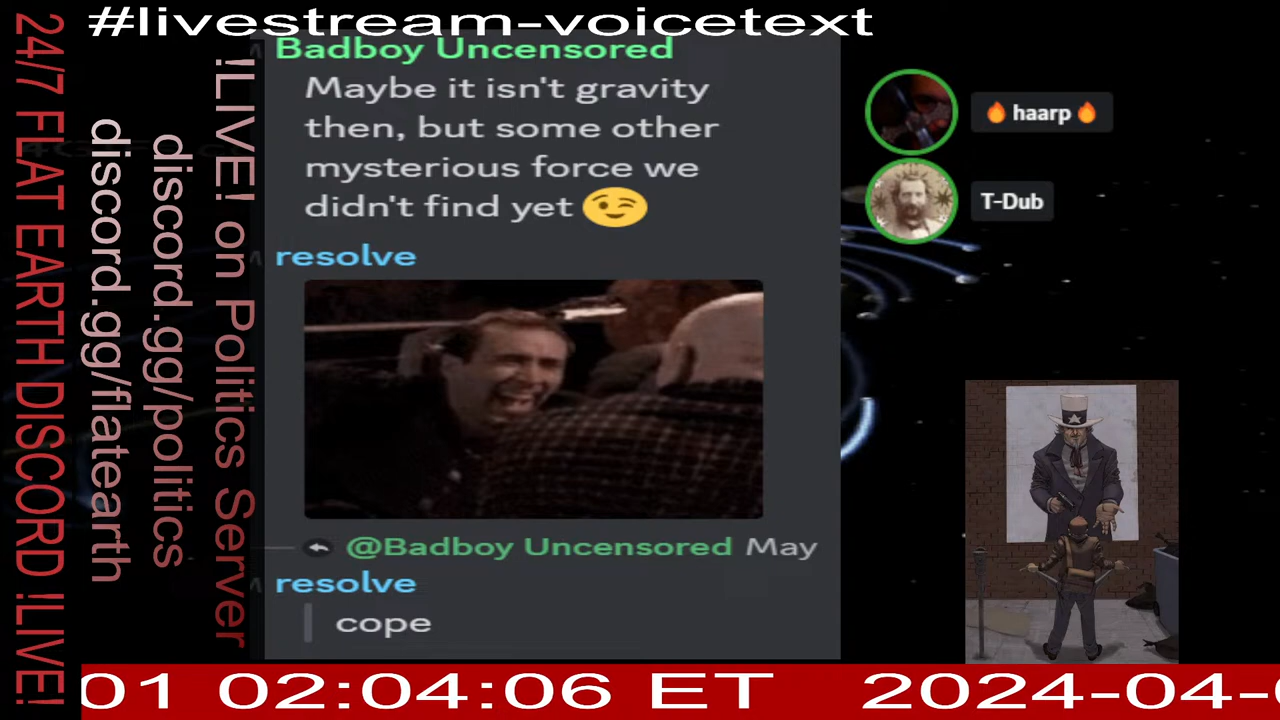 #livestream-voicetext
24/7 FLAT EARTH DISCORD !LIVE!
discord.gg/flatearth
discord.gg/politics
!LIVE! on Politics Server
Badboy Uncensored
Maybe it isn't gravity
then, but some other
mysterious force we
didn't find yet 😉
resolve
@Badboy Uncensored May
resolve
cope
🔥 haarp 🔥
T-Dub
01 02:04:06 ET 2024-04-